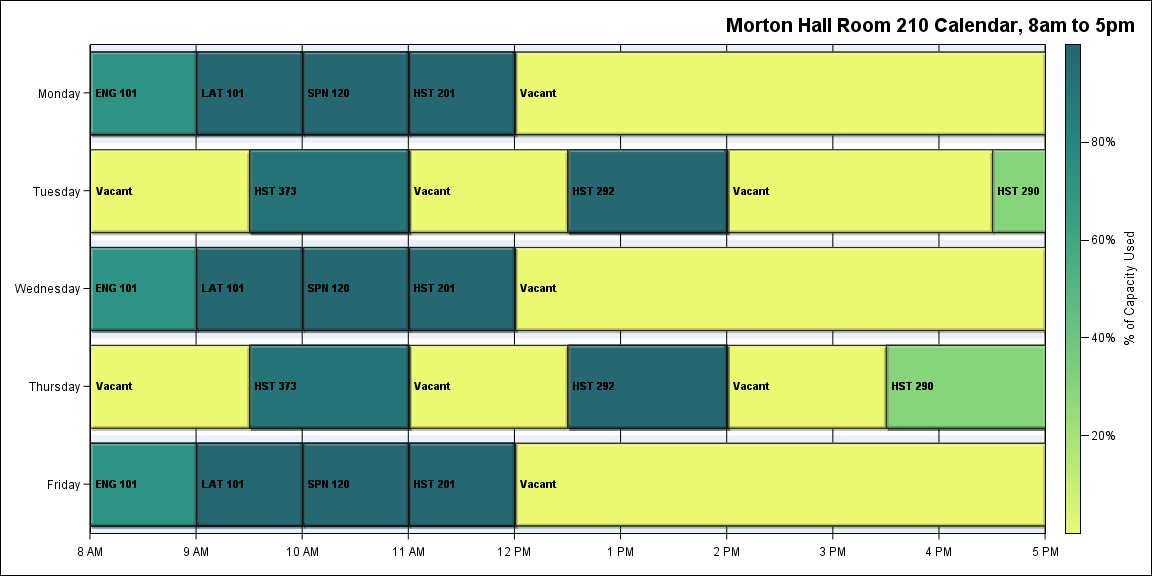 Morton Hall Room 210 Calendar, 8am to 5pm
Monday ENG 101 LAT 101 SPN 120 HST 201 Vacant
80%
Tuesday Vacant HST 373 Vacant HST 292 Vacant HST 290
60%
% of Capacity Used
Wednesday ENG 101 LAT 101 SPN 120 HST 201 Vacant
40%
Thursday Vacant HST 373 Vacant HST 292 Vacant HST 290
20%
Friday ENG 101 LAT 101 SPN 120 HST 201 Vacant
8 AM 9 AM 10 AM 11 AM 12 PM 1 PM 2 PM 3 PM 4 PM 5 PM